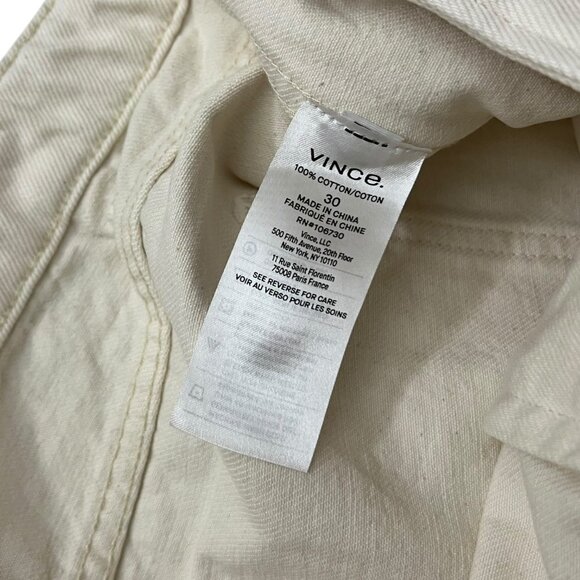 VINCE.
100% COTTON/COTON
30
MADE IN CHINA
FABRIQUÉ EN CHINE
RN#106730
Vince, LLC
500 Fifth Avenue, 20th Floor
New York, NY 10110
11 Rue Saint Florentin
75008 Paris France
SEE REVERSE FOR CARE
VOIR AU VERSO POUR LES SOINS